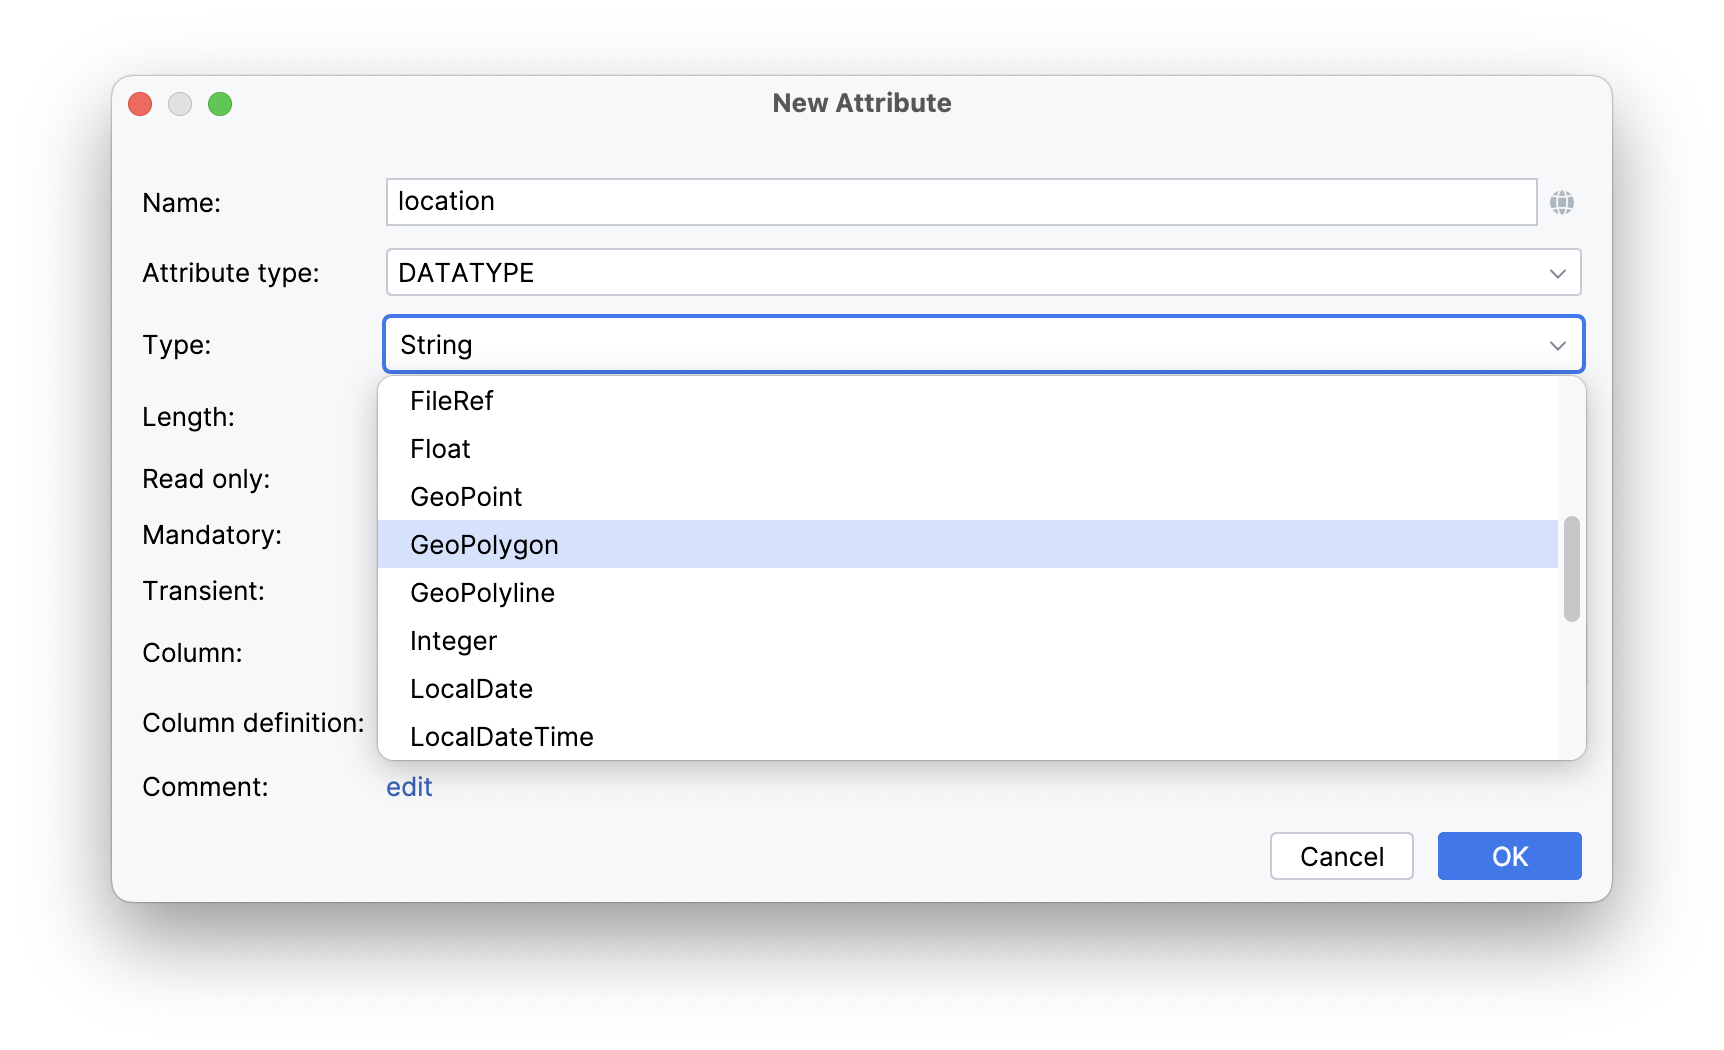 New Attribute
Name: location
Attribute type: DATATYPE
Type: String
FileRef
Length:
Float
Read only:
GeoPoint
Mandatory:
GeoPolygon
Transient:
GeoPolyline
Column:
Integer
LocalDate
Column definition:
LocalDateTime
Comment: edit
Cancel OK